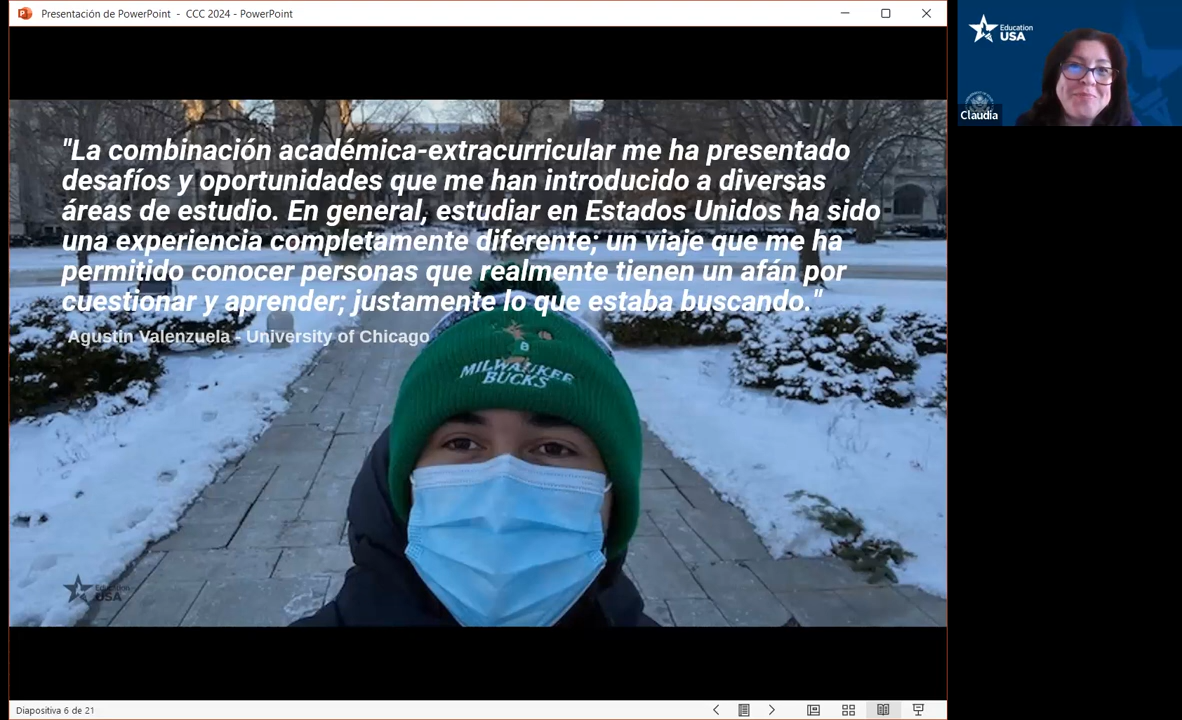 Presentación de PowerPoint - CCC 2024 - PowerPoint
Education
USA
Claudia
"La combinación académica-extracurricular me ha presentado
desafíos y oportunidades que me han introducido a diversas
áreas de estudio. En general, estudiar en Estados Unidos ha sido
una experiencia completamente diferente; un viaje que me ha
permitido conocer personas que realmente tienen un afán por
cuestionar y aprender; justamente lo que estaba buscando."
Agustín Valenzuela - University of Chicago
MILWAUKEE
BUCKS
Education
USA
Diapositiva 6 de 21